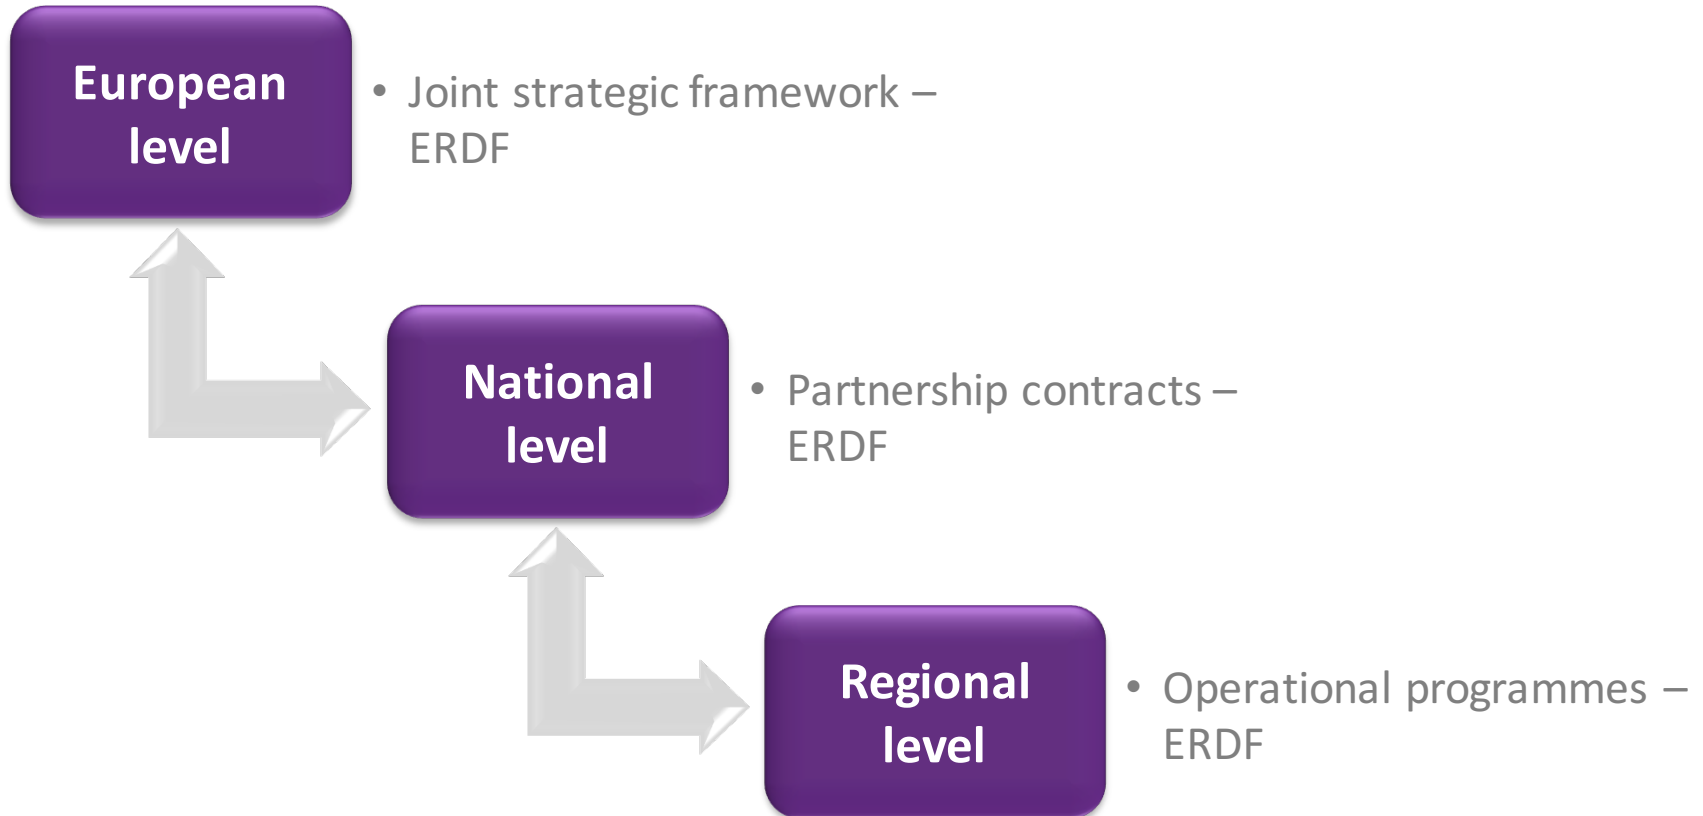 European
level
• Joint strategic framework –
ERDF
National
level
• Partnership contracts –
ERDF
Regional
level
• Operational programmes –
ERDF